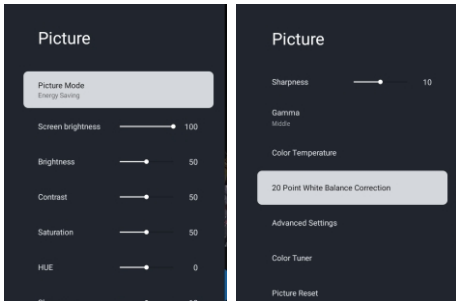 Picture
Picture Mode
Energy Saving
Screen brightness 100
Brightness 50
Contrast 50
Saturation 50
HUE 0
Picture
Sharpness 10
Gamma
Middle
Color Temperature
20 Point White Balance Correction
Advanced Settings
Color Tuner
Picture Reset